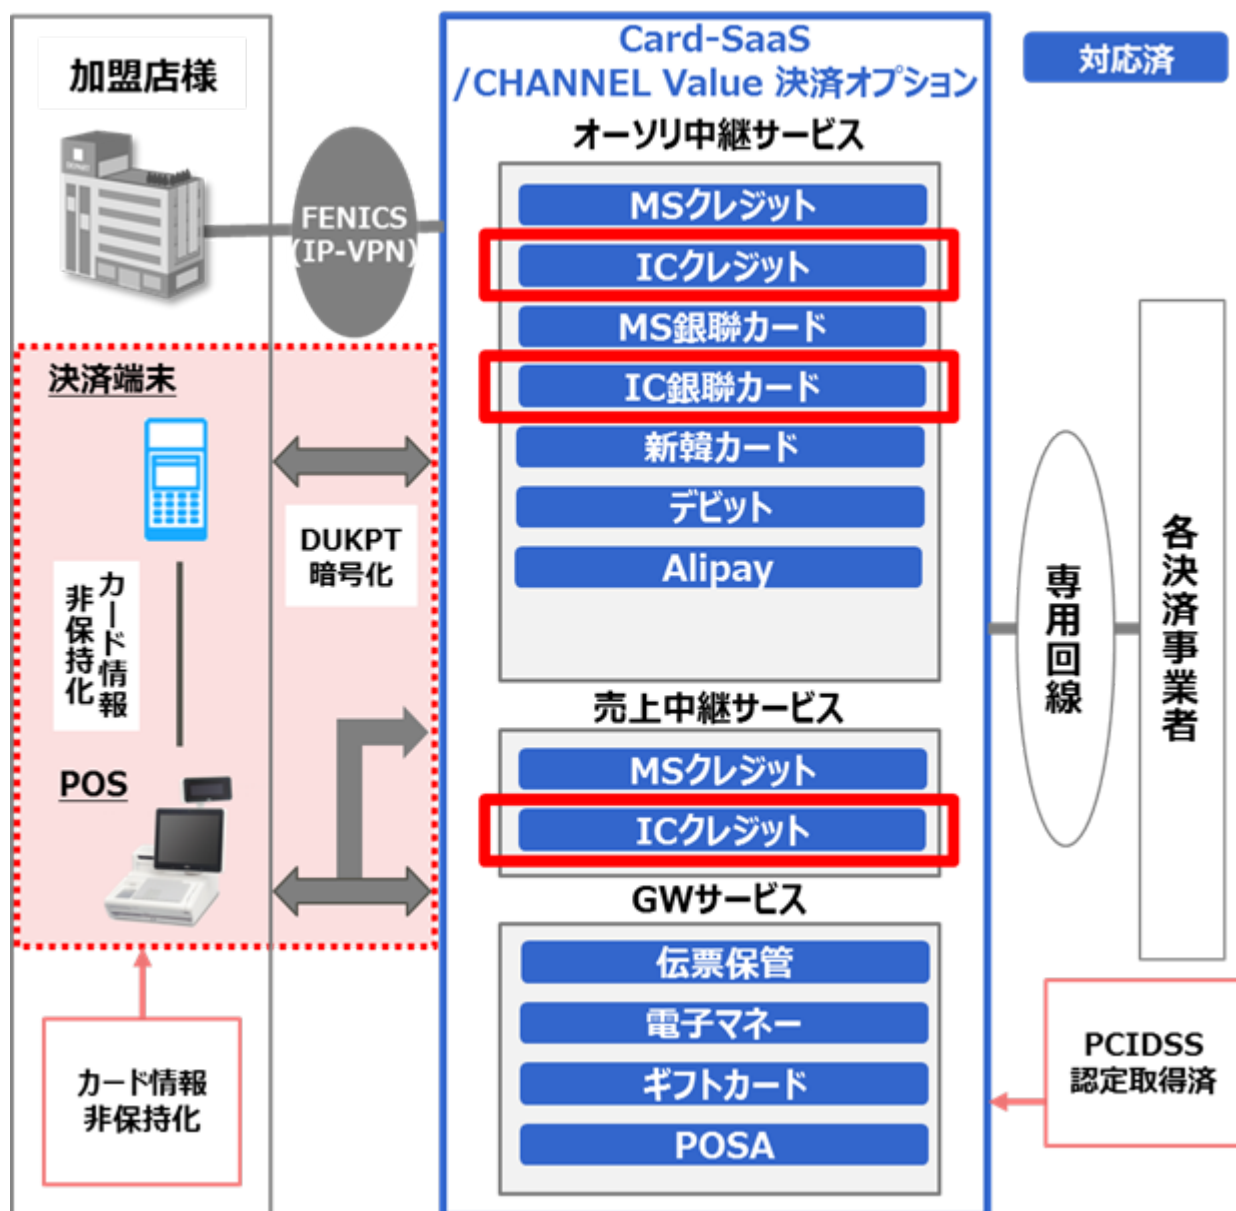 加盟店様
FENICS
(IP-VPN)
決済端末
DUKPT
暗号化
カード情報
非保持化
POS
カード情報
非保持化
Card-SaaS
/CHANNEL Value 決済オプション
オーソリ中継サービス
MSクレジット
ICクレジット
MS銀聯カード
IC銀聯カード
新韓カード
デビット
Alipay
売上中継サービス
MSクレジット
ICクレジット
GWサービス
伝票保管
電子マネー
ギフトカード
POSA
対応済
専用回線
各決済事業者
PCIDSS
認定取得済